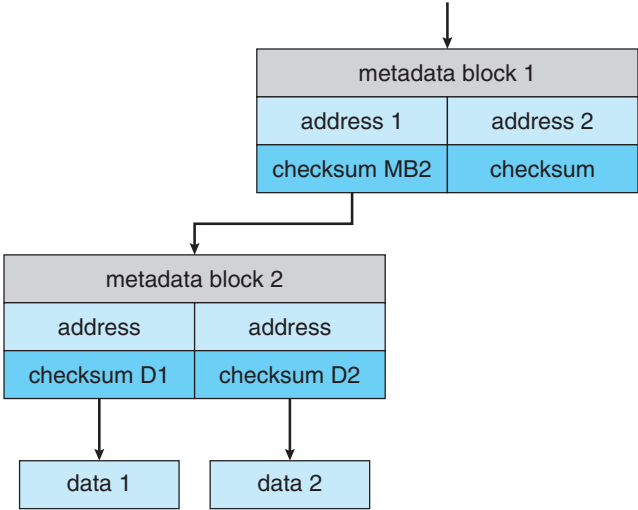 metadata block 1
address 1 address 2
checksum MB2 checksum
metadata block 2
address address
checksum D1 checksum D2
data 1 data 2